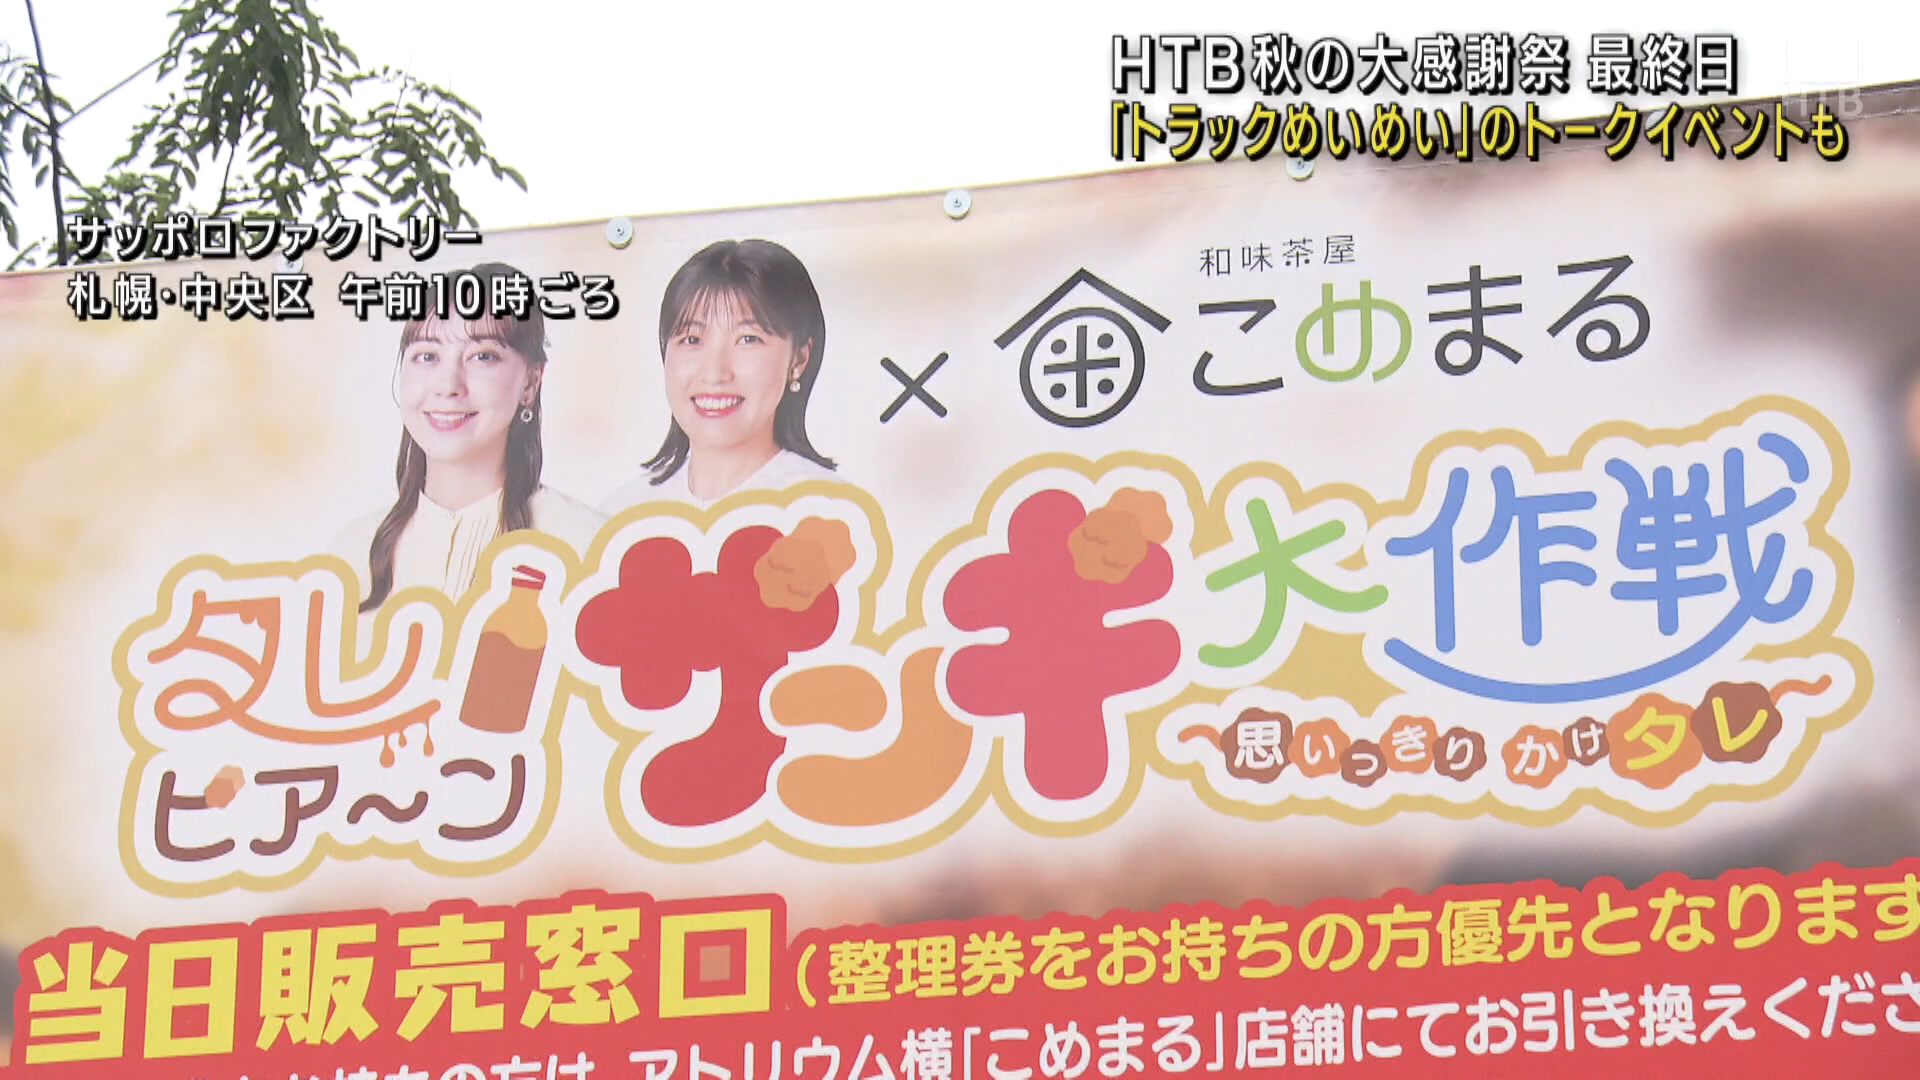 HTB秋の大感謝祭 最終日
「トラックめいめい」のトークイベントも
HTB
サッポロファクトリー
札幌・中央区 午前10時ごろ
和味茶屋
× こめまる
タレ
ビア〜ン
ザンギ大作戦
〜思いっきりかけタレ〜
当日販売窓口(整理券をお持ちの方優先となります
アトリウム横「こめまる」店舗にてお引き換えくださ